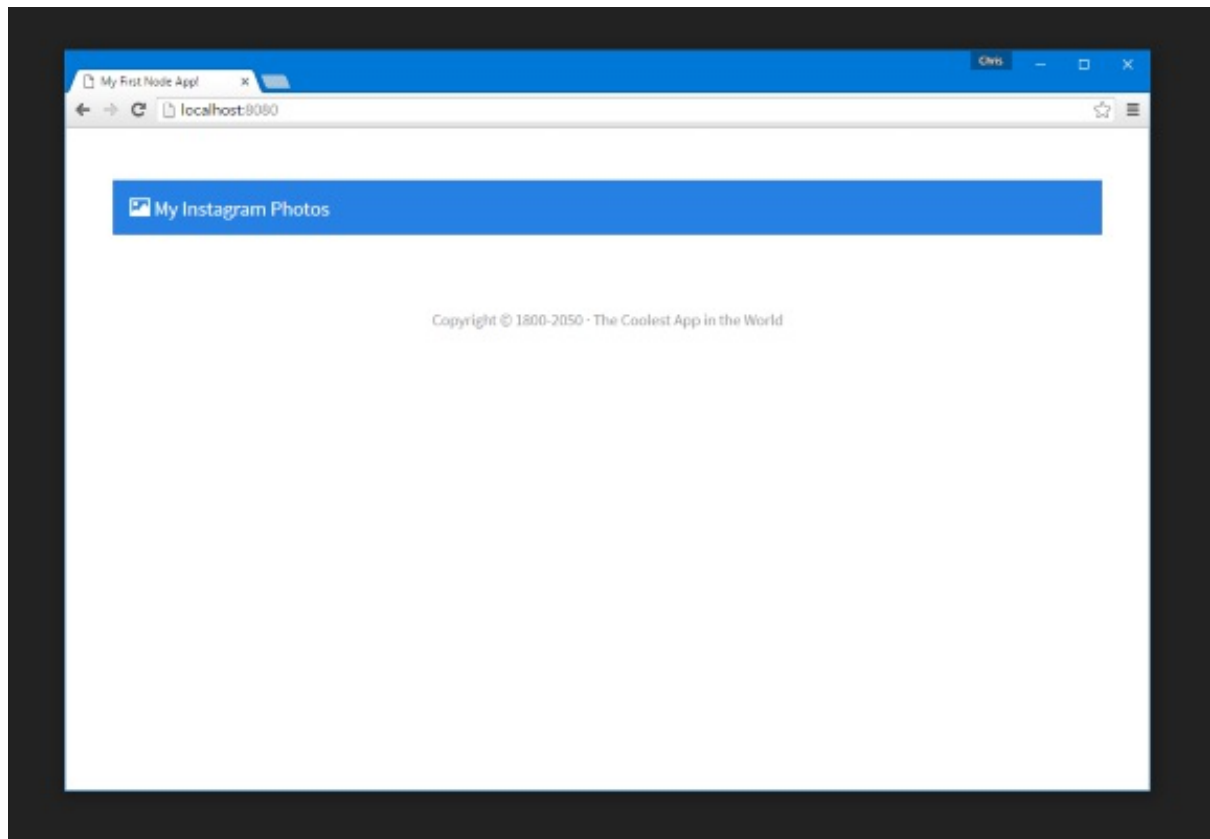 Chris
My First Node App!
localhost:8080
My Instagram Photos
Copyright © 1800-2050 · The Coolest App in the World